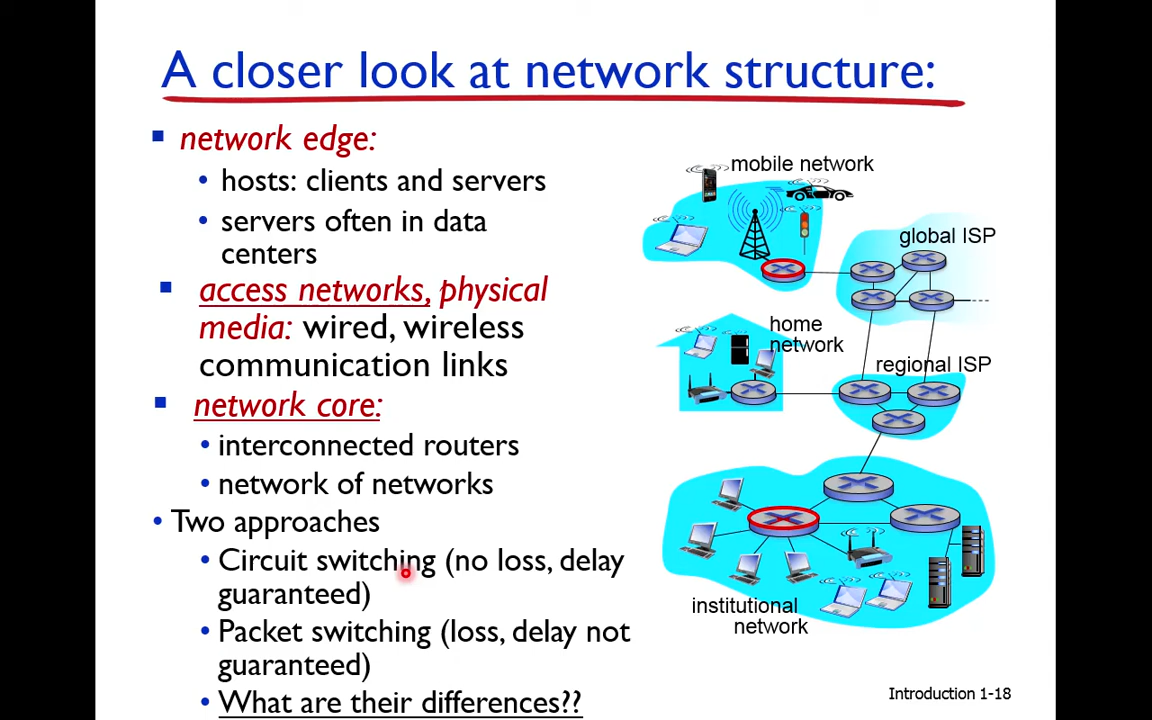 A closer look at network structure:
network edge:
hosts: clients and servers
servers often in data
centers
access networks, physical
media: wired, wireless
communication links
network core:
interconnected routers
network of networks
Two approaches
Circuit switching (no loss, delay
guaranteed)
Packet switching (loss, delay not
guaranteed)
What are their differences??
mobile network
global ISP
home
network
regional ISP
institutional
network
Introduction 1-18